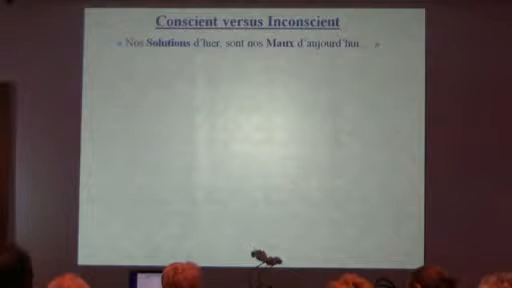 Conscient versus Inconscient
« Nos Solutions d'hier, sont nos Maux d'aujourd'hui... »